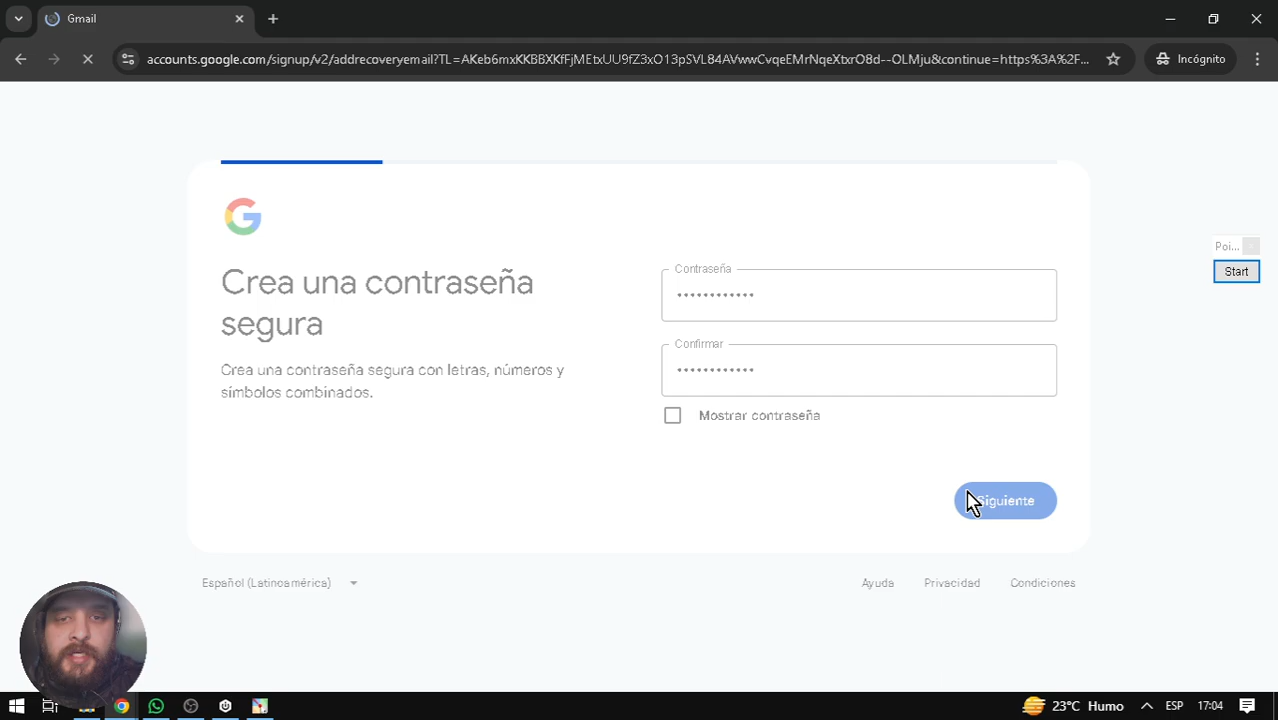 Gmail
accounts.google.com/signup/v2/addrecoveryemail?TL=AKeb6mxKKBBXKfFjMEtxUU9fZ3xO13pSVL84AVwwCvqeEMrNqeXtxrO8d--OLMju&continue=https%3A%2F...
Incógnito
Crea una contraseña
segura
Crea una contraseña segura con letras, números y
símbolos combinados.
Contraseña
••••••••••••
Confirmar
••••••••••••
Mostrar contraseña
Siguiente
Poi...
Start
Español (Latinoamérica)
Ayuda
Privacidad
Condiciones
23°C Humo
ESP
17:04